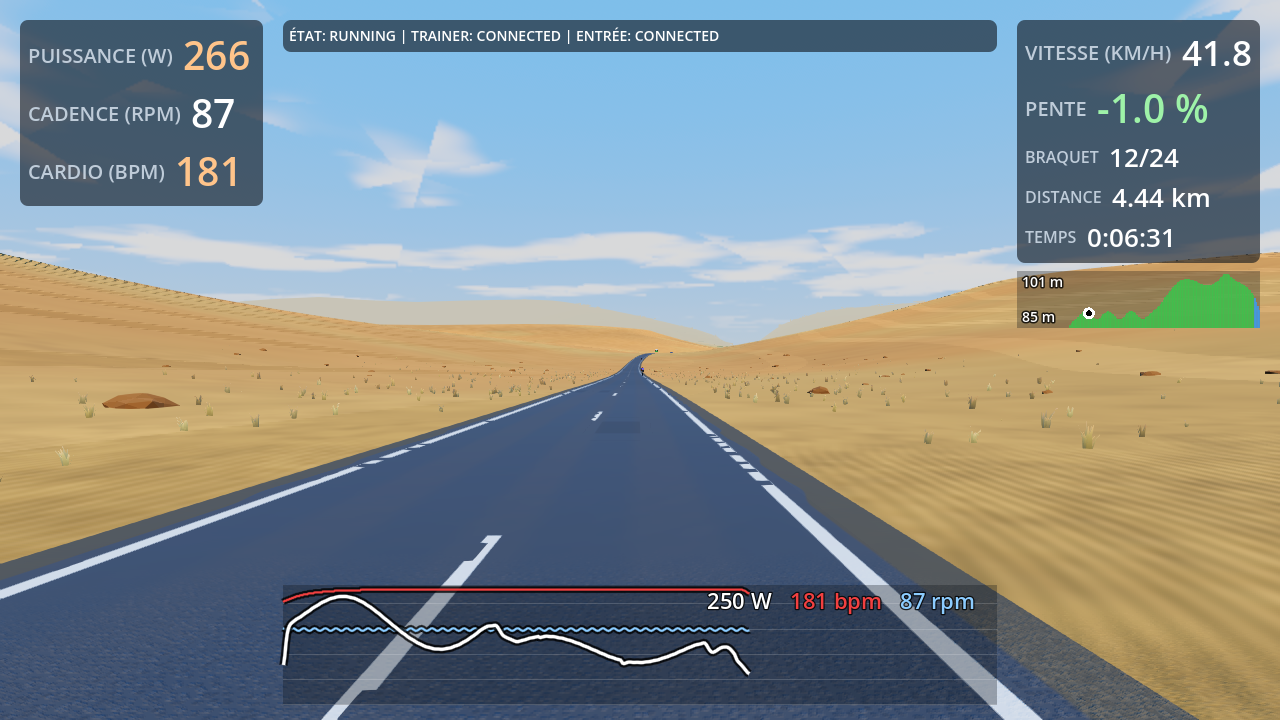 PUISSANCE (W) 266
CADENCE (RPM) 87
CARDIO (BPM) 181
ÉTAT: RUNNING | TRAINER: CONNECTED | ENTRÉE: CONNECTED
VITESSE (KM/H) 41.8
PENTE -1.0 %
BRAQUET 12/24
DISTANCE 4.44 km
TEMPS 0:06:31
101 m
85 m
250 W 181 bpm 87 rpm